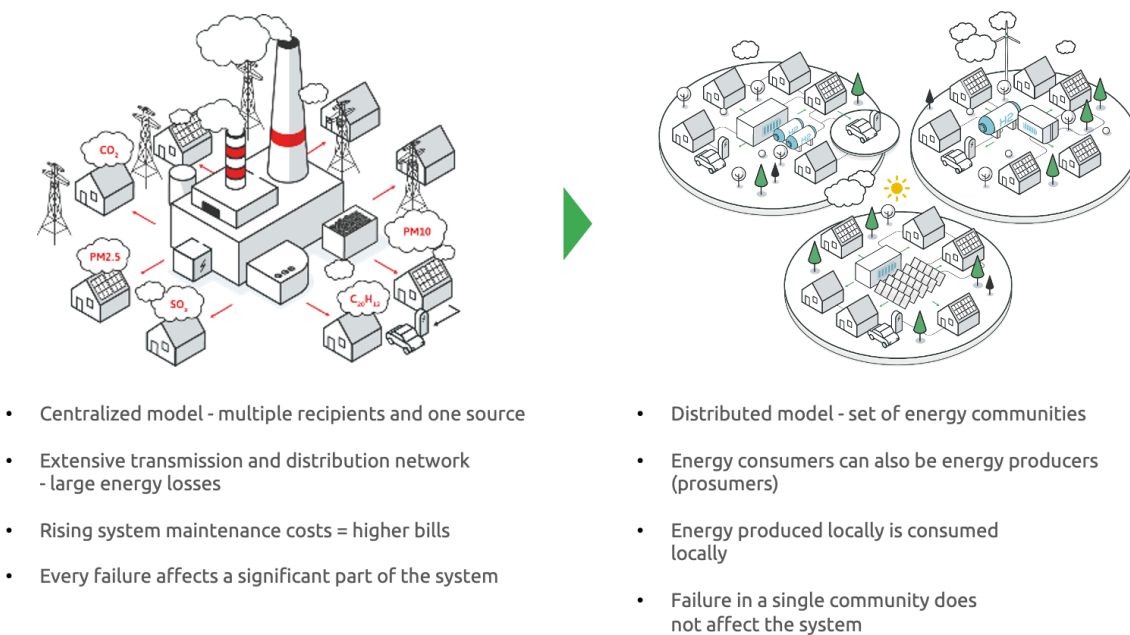 CO2
PM2.5
SO3
C20H12
PM10
H2
H2
H2
• Centralized model - multiple recipients and one source
• Extensive transmission and distribution network
- large energy losses
• Rising system maintenance costs = higher bills
• Every failure affects a significant part of the system
• Distributed model - set of energy communities
• Energy consumers can also be energy producers
(prosumers)
• Energy produced locally is consumed
locally
• Failure in a single community does
not affect the system